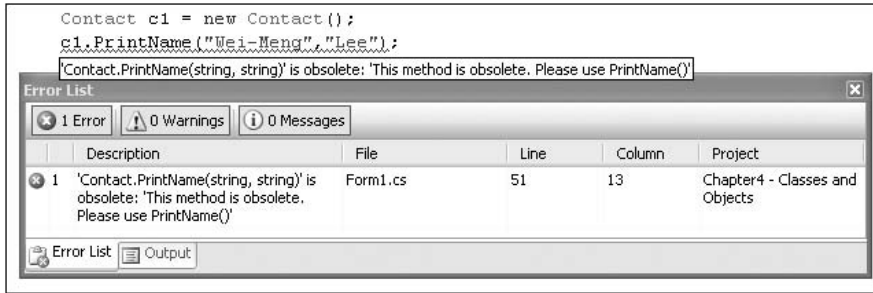 Contact c1 = new Contact();
c1.PrintName("Wei-Meng","Lee");
'Contact.PrintName(string, string)' is obsolete: 'This method is obsolete. Please use PrintName()'
Error List
1 Error 0 Warnings 0 Messages
Description File Line Column Project
1 'Contact.PrintName(string, string)' is Form1.cs 51 13 Chapter4 - Classes and
obsolete: 'This method is obsolete. Objects
Please use PrintName()'
Error List Output